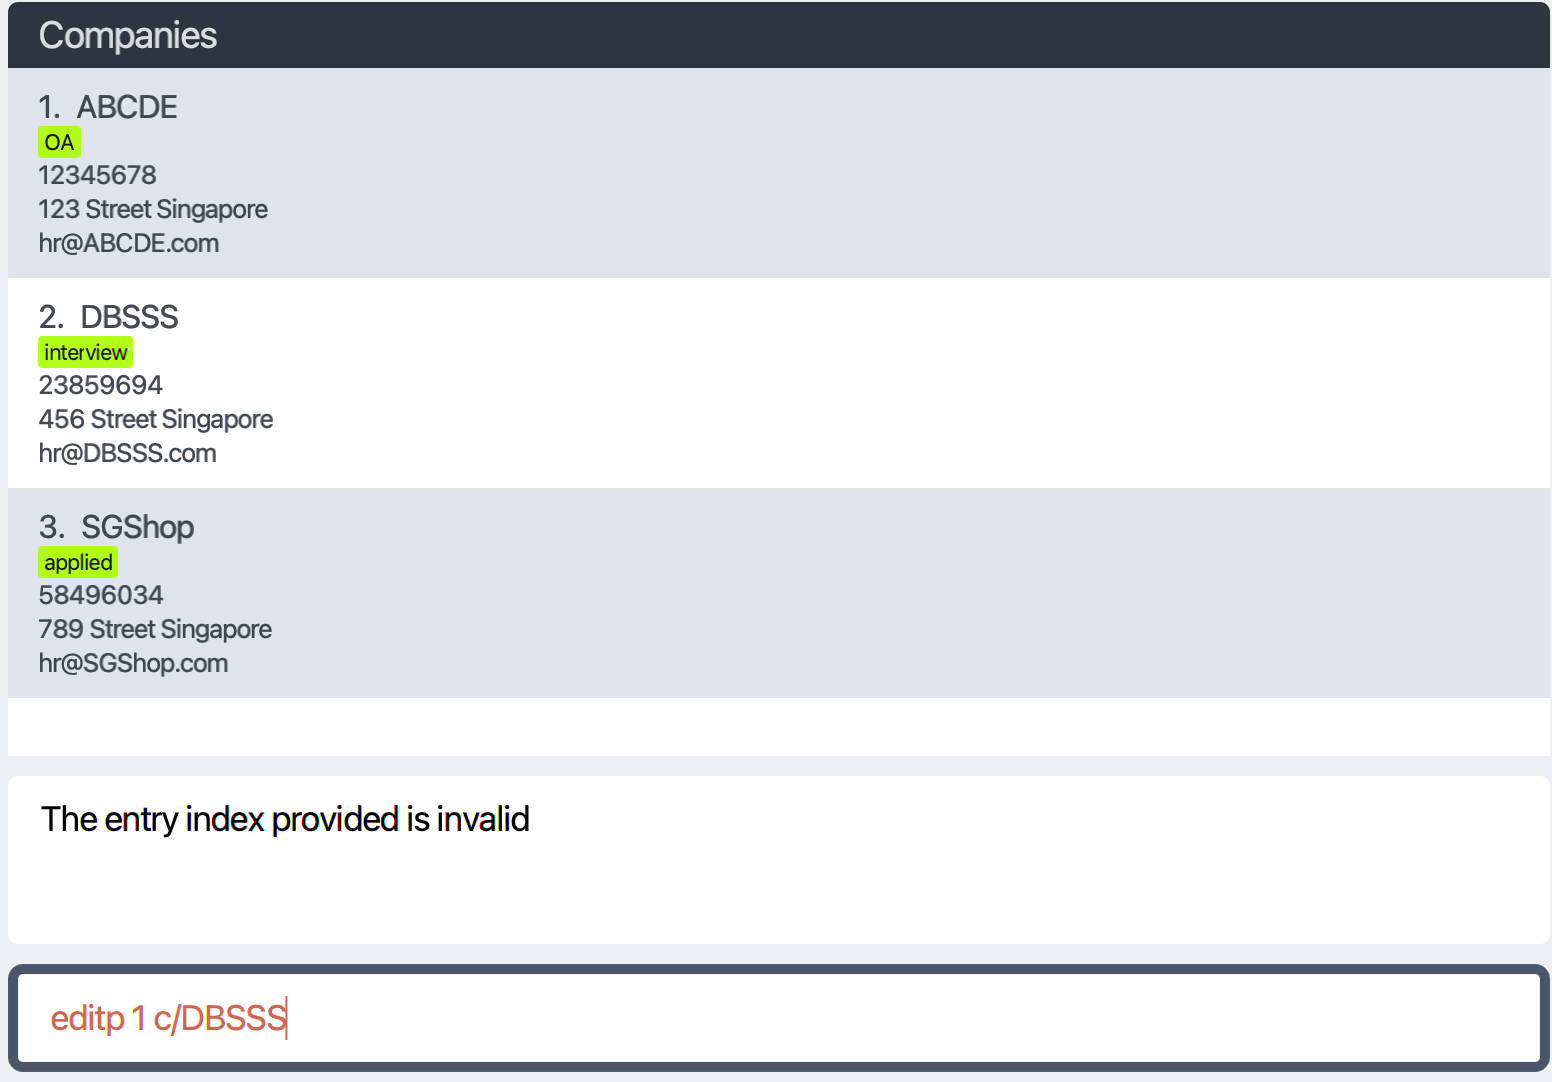 Companies
1. ABCDE
OA
12345678
123 Street Singapore
hr@ABCDE.com
2. DBSSS
interview
23859694
456 Street Singapore
hr@DBSSS.com
3. SGShop
applied
58496034
789 Street Singapore
hr@SGShop.com
The entry index provided is invalid
editp 1 c/DBSSS